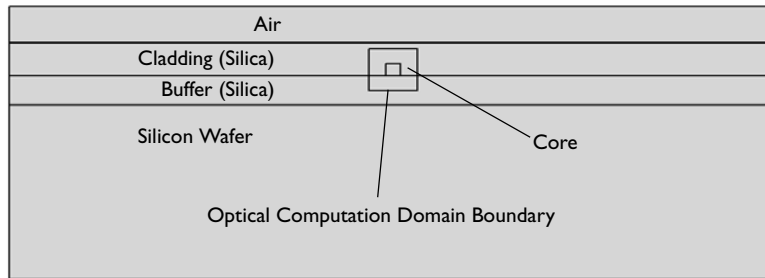 Air
Cladding (Silica)
Buffer (Silica)
Silicon Wafer
Core
Optical Computation Domain Boundary